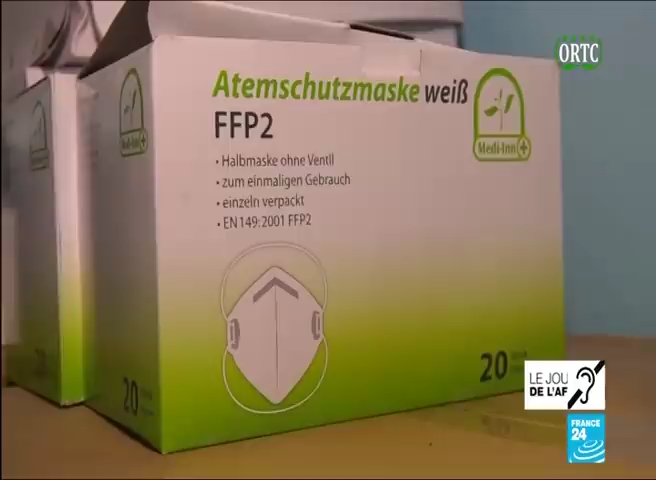 ORTC
Atemschutzmaske weiß
FFP2
Medi-Inn
• Halbmaske ohne Ventil
• zum einmaligen Gebrauch
• einzeln verpackt
• EN 149:2001 FFP2
20
20
LE JOU
DE L'AF
FRANCE
24